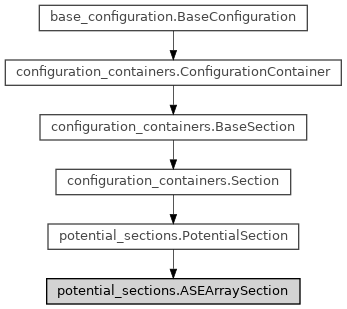 base_configuration.BaseConfiguration
configuration_containers.ConfigurationContainer
configuration_containers.BaseSection
configuration_containers.Section
potential_sections.PotentialSection
potential_sections.ASEArraySection